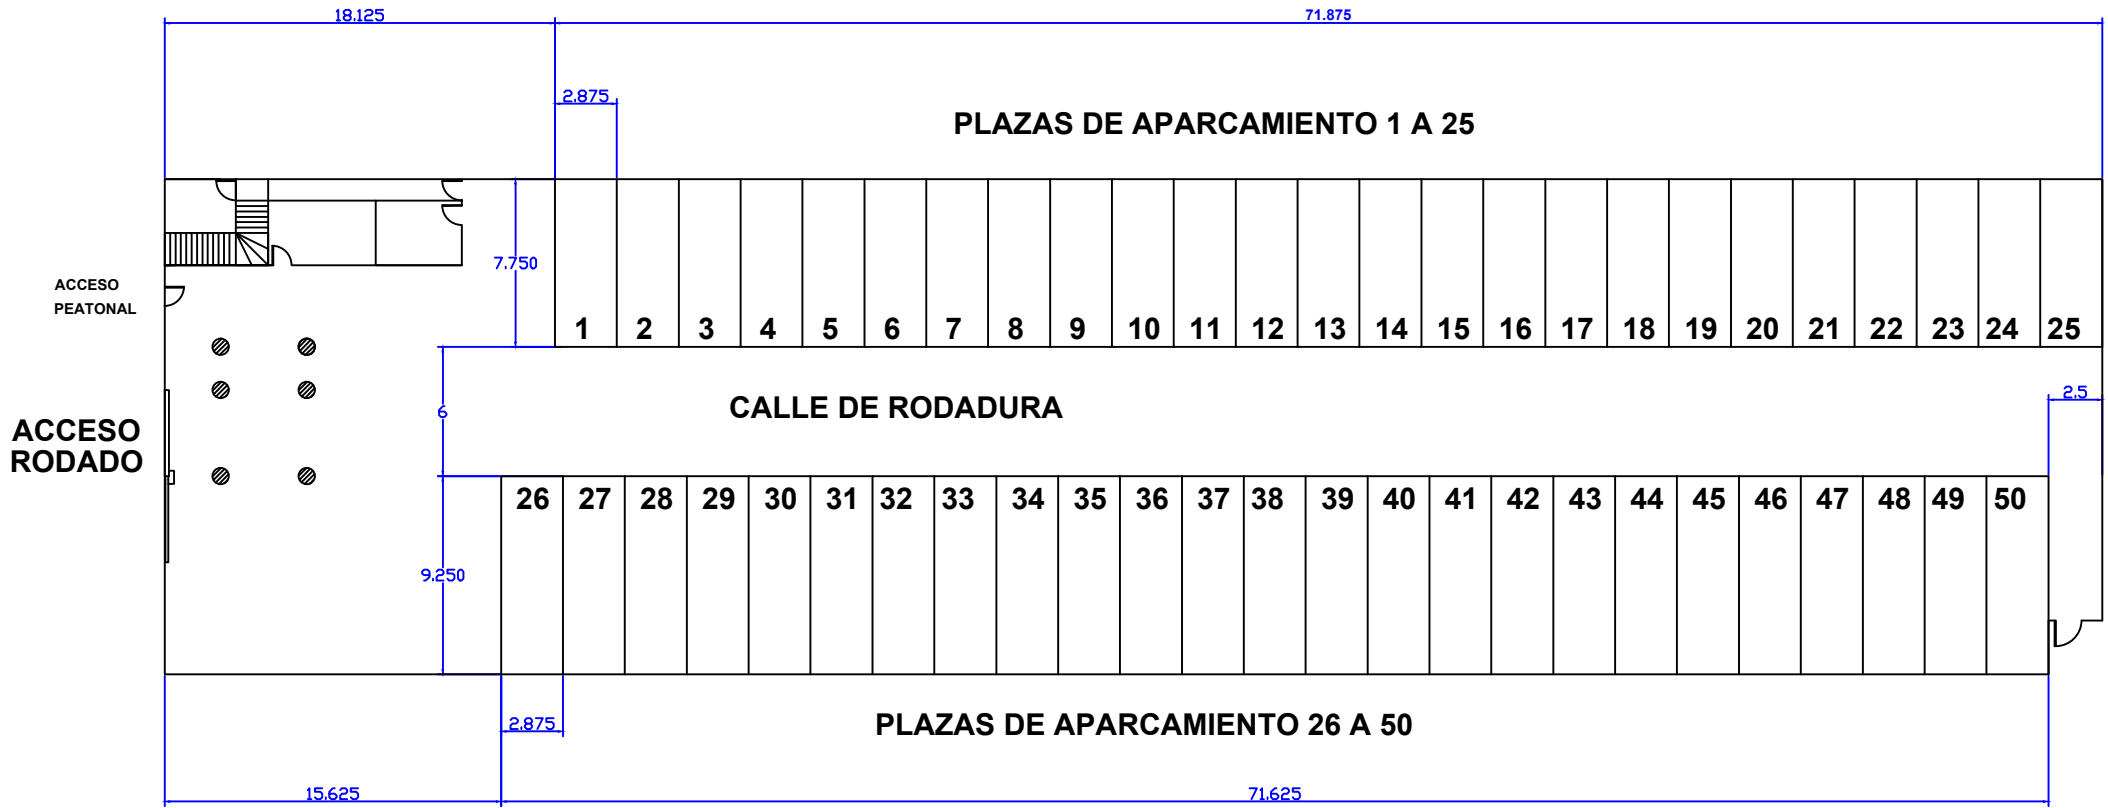 18.125
71.875
2.875
PLAZAS DE APARCAMIENTO 1 A 25
7.750
ACCESO
PEATONAL
1 2 3 4 5 6 7 8 9 10 11 12 13 14 15 16 17 18 19 20 21 22 23 24 25
2.5
6
CALLE DE RODADURA
ACCESO
RODADO
26 27 28 29 30 31 32 33 34 35 36 37 38 39 40 41 42 43 44 45 46 47 48 49 50
9.250
2.875
PLAZAS DE APARCAMIENTO 26 A 50
15.625
71.625